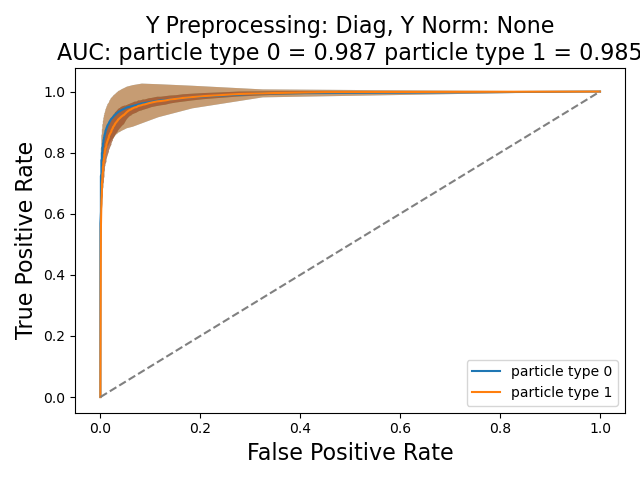 Y Preprocessing: Diag, Y Norm: None
AUC: particle type 0 = 0.987 particle type 1 = 0.985
True Positive Rate
1.0
0.8
0.6
0.4
0.2
0.0
particle type 0
particle type 1
0.0 0.2 0.4 0.6 0.8 1.0
False Positive Rate